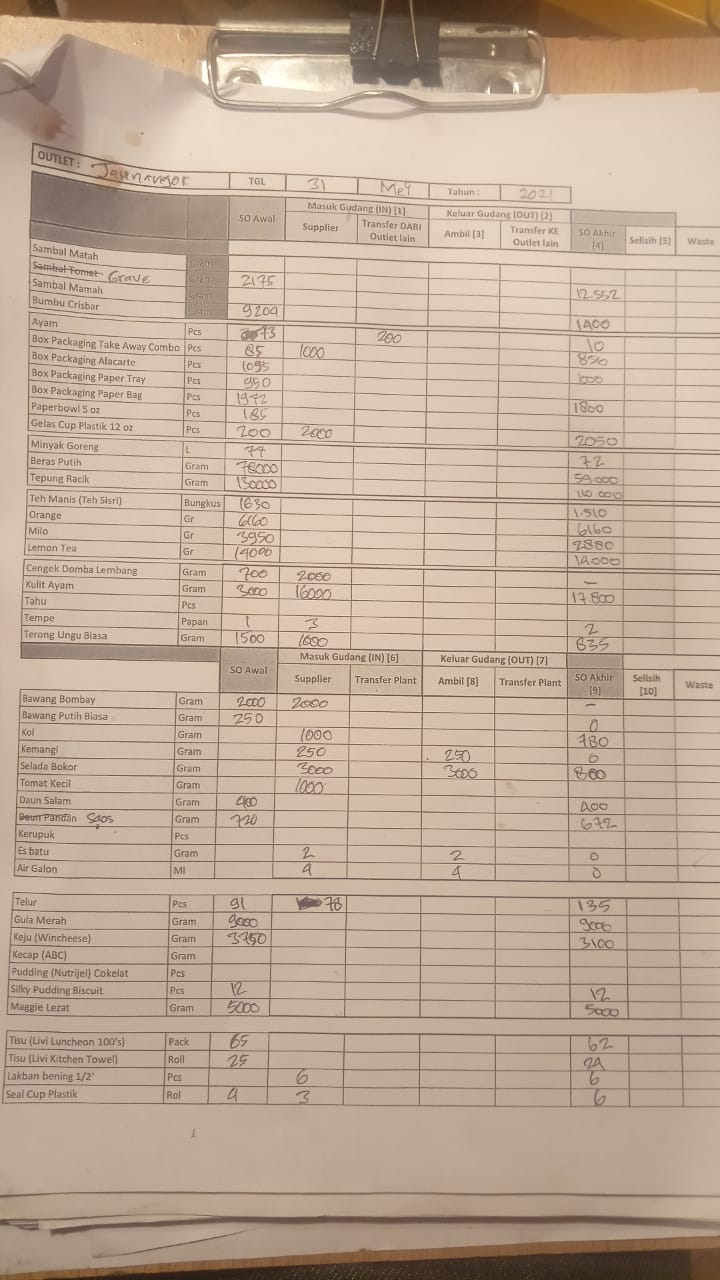 OUTLET : Jatinangor TGL 31 Mey Tahun : 2021
SO Awal Masuk Gudang (IN) [1] Keluar Gudang (OUT) [2] SO Akhir [4] Selisih [5] Waste
Supplier Transfer DARI Outlet lain Ambil [3] Transfer KE Outlet lain
Sambal Matah Gram
Sambal Tomat Grave Gram 2175 12.552
Sambal Mamah Gram
Bumbu Crisbar Gram 9204 1400
Ayam Pcs 73 200 10
Box Packaging Take Away Combo Pcs 85 1000 850
Box Packaging Alacarte Pcs 1095 600
Box Packaging Paper Tray Pcs 950
Box Packaging Paper Bag Pcs 1972 1800
Paperbowl 5 oz Pcs 185
Gelas Cup Plastik 12 oz Pcs 200 2000 2050
Minyak Goreng L 77 72
Beras Putih Gram 78000 59.000
Tepung Racik Gram 130000 110.000
Teh Manis (Teh Sisri) Bungkus 1630 1.510
Orange Gr 6160 6160
Milo Gr 3950 2880
Lemon Tea Gr 14000 14.000
Cengek Domba Lembang Gram 700 2000 -
Kulit Ayam Gram 3000 16000 17.800
Tahu Pcs
Tempe Papan 1 3 2
Terong Ungu Biasa Gram 1500 1600 835
SO Awal Masuk Gudang (IN) [6] Keluar Gudang (OUT) [7] SO Akhir [9] Selisih [10] Waste
Supplier Transfer Plant Ambil [8] Transfer Plant
Bawang Bombay Gram 2000 2000 -
Bawang Putih Biasa Gram 250 0
Kol Gram 1000 780
Kemangi Gram 250 250 0
Selada Bokor Gram 3000 3000 800
Tomat Kecil Gram 1000
Daun Salam Gram 400 400
Daun Pandan Saos Gram 720 672
Kerupuk Pcs
Es batu Gram 2 2 0
Air Galon Ml 4 4 0
Telur Pcs 91 78 135
Gula Merah Gram 9000 9000
Keju (Wincheese) Gram 3750 3100
Kecap (ABC) Gram
Pudding (Nutrijel) Cokelat Pcs
Silky Pudding Biscuit Pcs 12 12
Maggie Lezat Gram 5000 5000
Tisu (Livi Luncheon 100's) Pack 65 62
Tisu (Livi Kitchen Towel) Roll 25 24
Lakban bening 1/2' Pcs 6 6
Seal Cup Plastik Rol 4 3 6